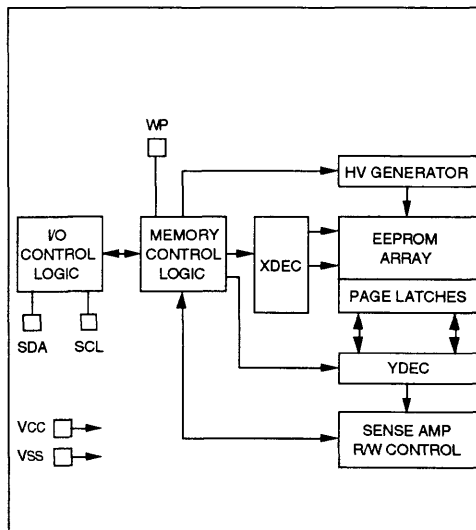 WP
HV GENERATOR
I/O
CONTROL
LOGIC
MEMORY
CONTROL
LOGIC
XDEC
EEPROM
ARRAY
PAGE LATCHES
SDA
SCL
YDEC
VCC
VSS
SENSE AMP
R/W CONTROL